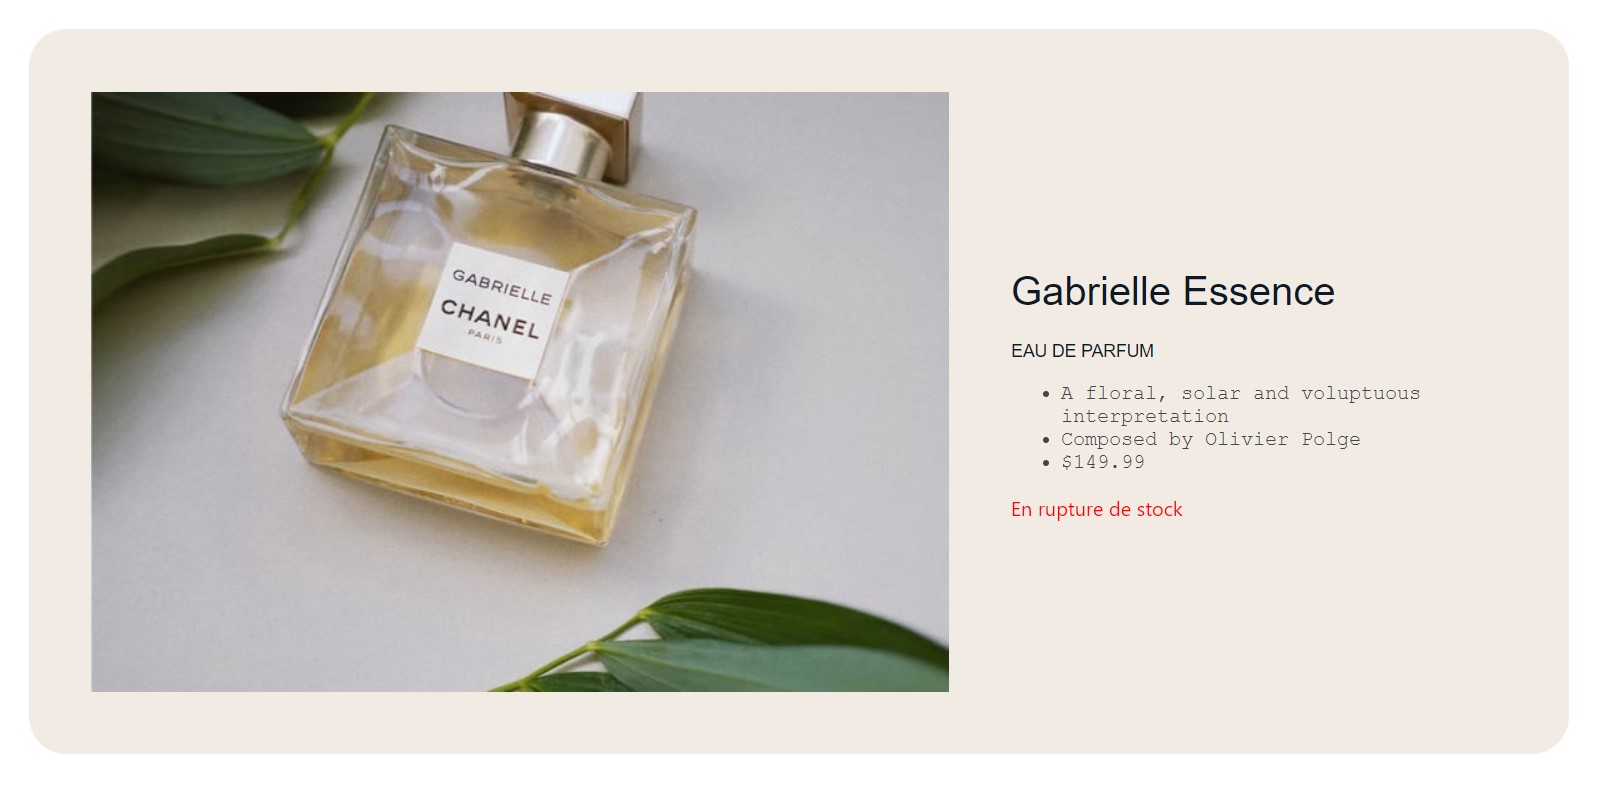 GABRIELLE
CHANEL
PARIS
Gabrielle Essence
EAU DE PARFUM
A floral, solar and voluptuous
interpretation
Composed by Olivier Polge
$149.99
En rupture de stock